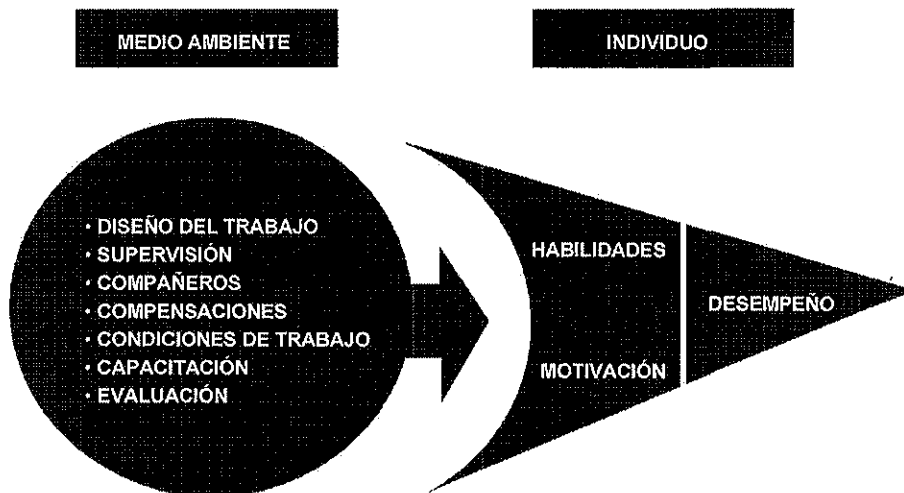 MEDIO AMBIENTE
INDIVIDUO
· DISEÑO DEL TRABAJO
· SUPERVISIÓN
· COMPAÑEROS
· COMPENSACIONES
· CONDICIONES DE TRABAJO
· CAPACITACIÓN
· EVALUACIÓN
HABILIDADES
MOTIVACIÓN
DESEMPEÑO